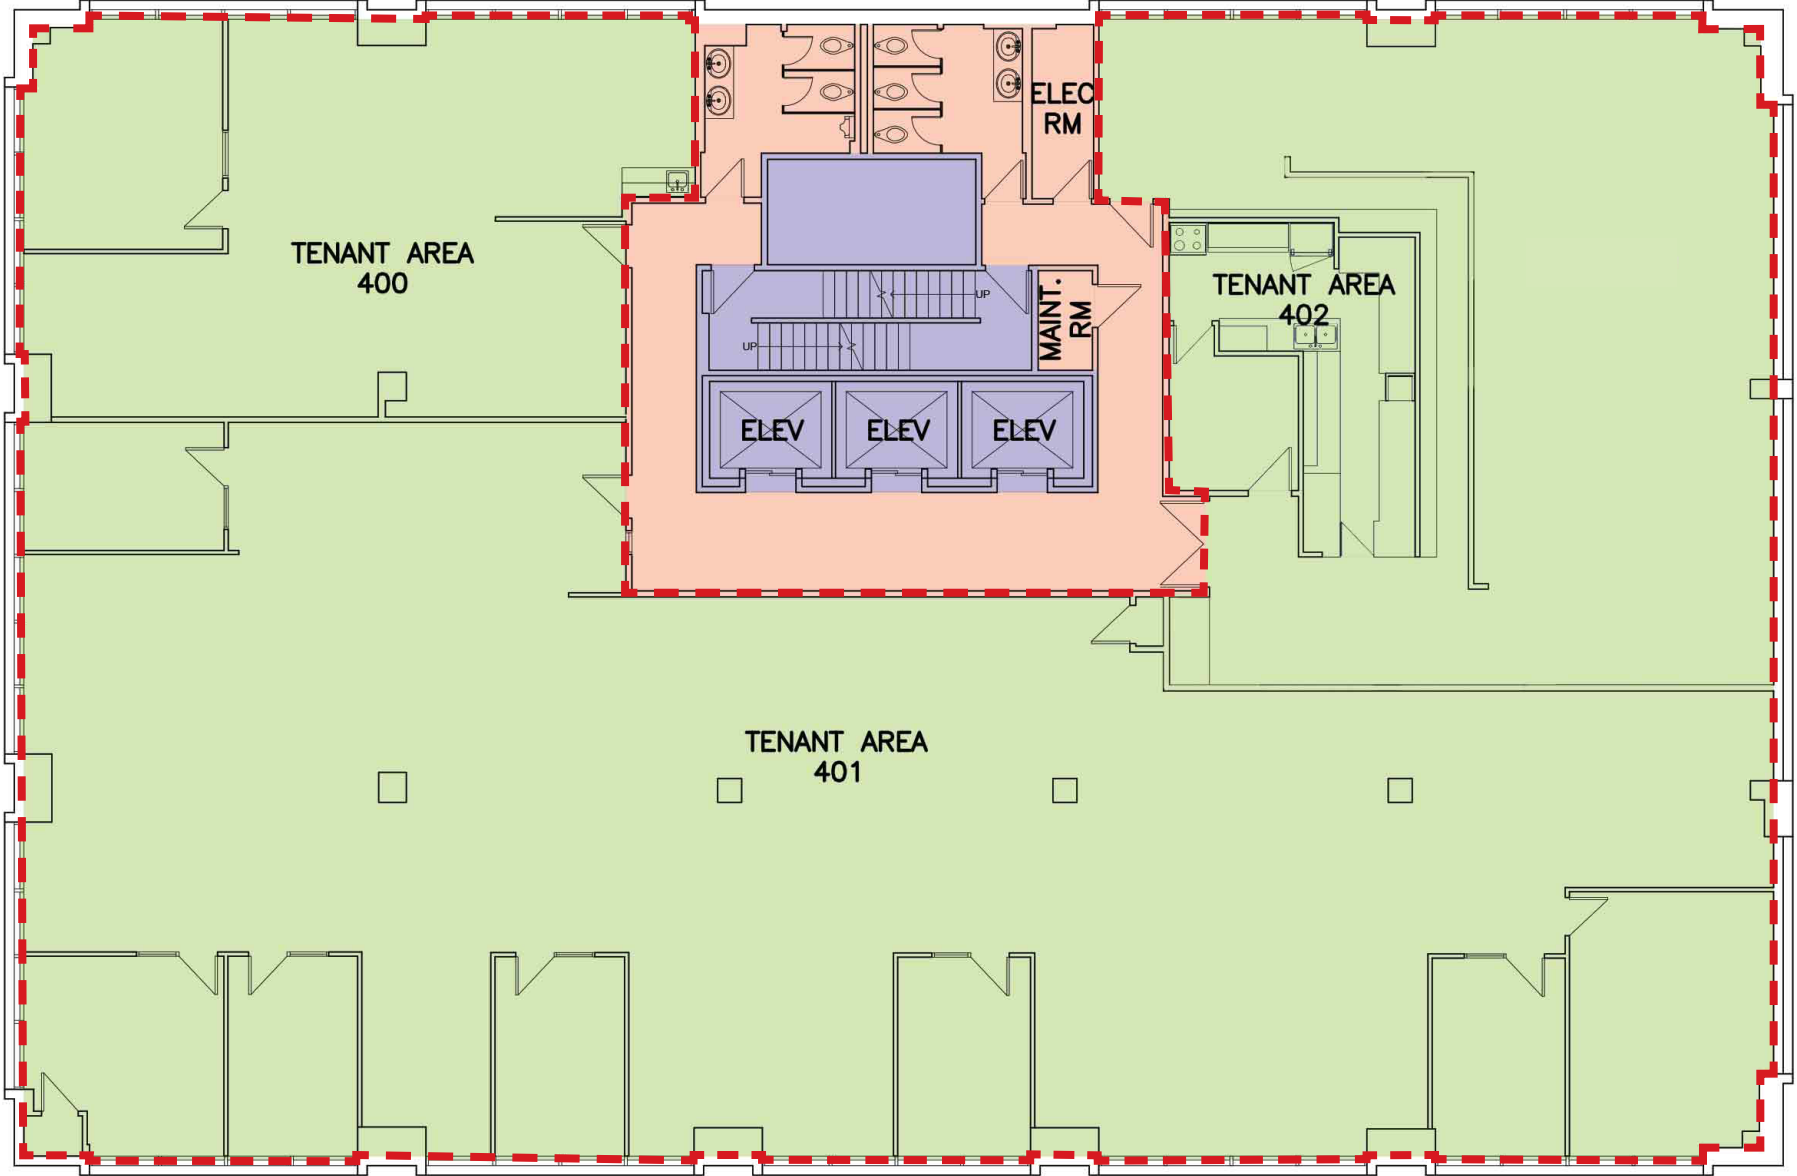 ELEC
RM
TENANT AREA
400
TENANT AREA
402
UP
MAINT.
RM
UP
ELEV
ELEV
ELEV
TENANT AREA
401